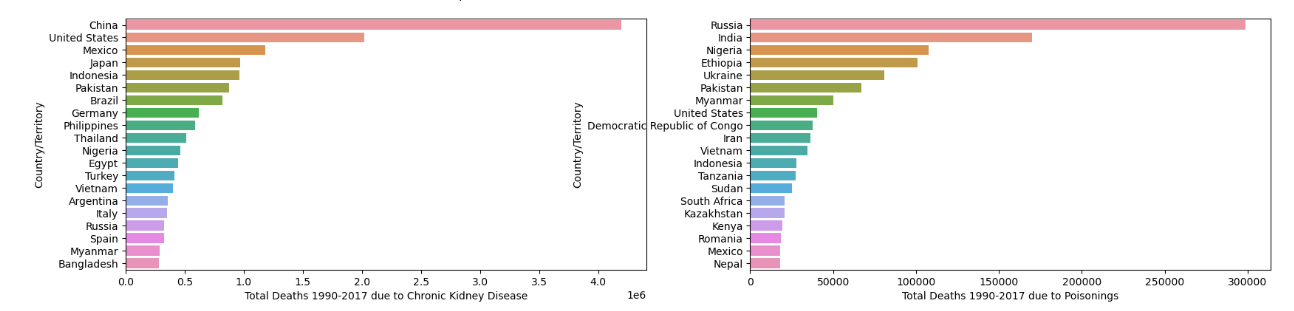 China
United States
Mexico
Japan
Indonesia
Pakistan
Brazil
Germany
Philippines
Thailand
Nigeria
Egypt
Turkey
Vietnam
Argentina
Italy
Russia
Spain
Myanmar
Bangladesh
Country/Territory
0.0 0.5 1.0 1.5 2.0 2.5 3.0 3.5 4.0
1e6
Total Deaths 1990-2017 due to Chronic Kidney Disease
Russia
India
Nigeria
Ethiopia
Ukraine
Pakistan
Myanmar
United States
Democratic Republic of Congo
Iran
Vietnam
Indonesia
Tanzania
Sudan
South Africa
Kazakhstan
Kenya
Romania
Mexico
Nepal
Country/Territory
0 50000 100000 150000 200000 250000 300000
Total Deaths 1990-2017 due to Poisonings